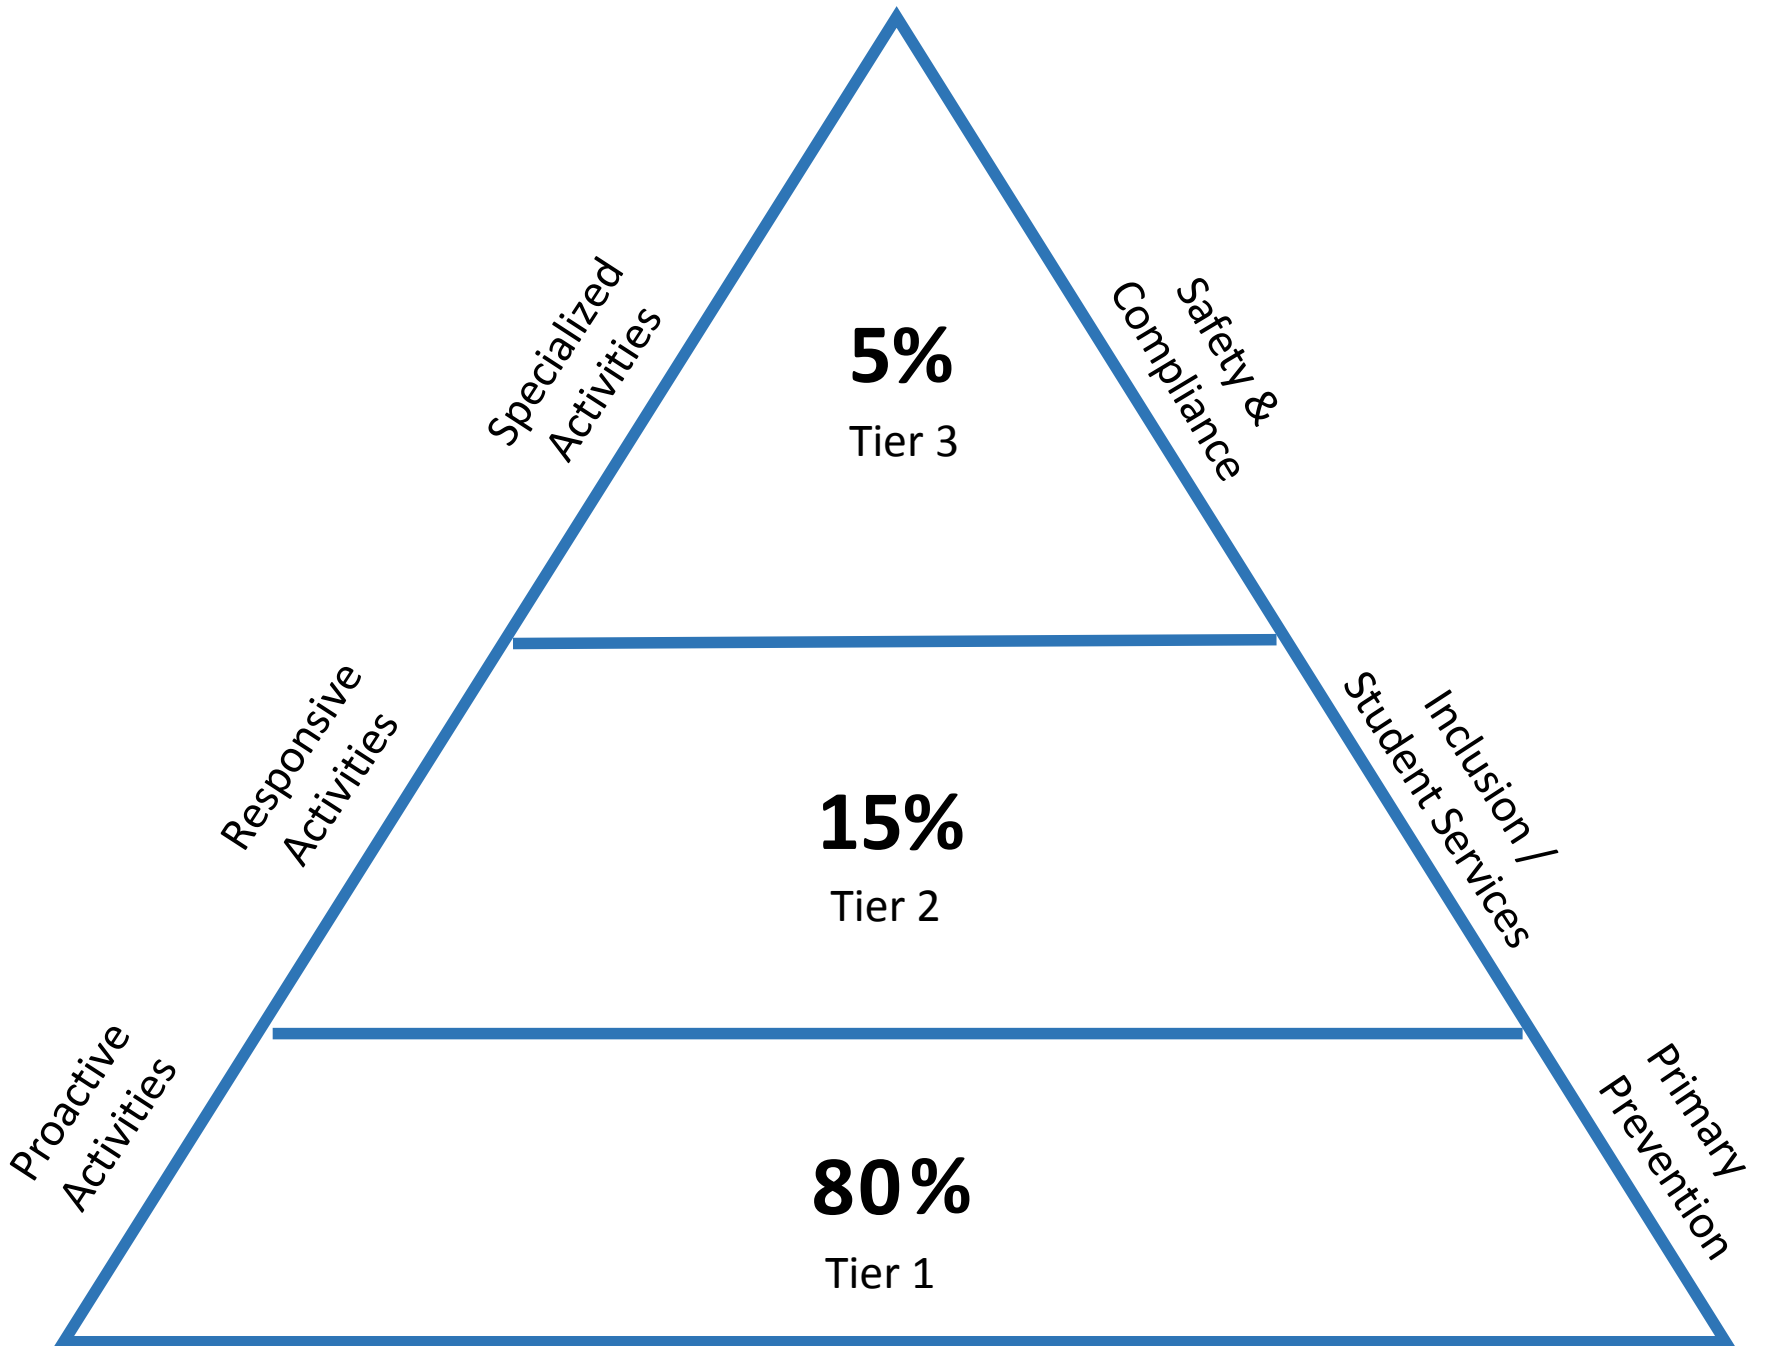 Specialized
Activities
5%
Tier 3
Safety &
Compliance
Responsive
Activities
15%
Tier 2
Inclusion /
Student Services
Proactive
Activities
80%
Tier 1
Primary
Prevention